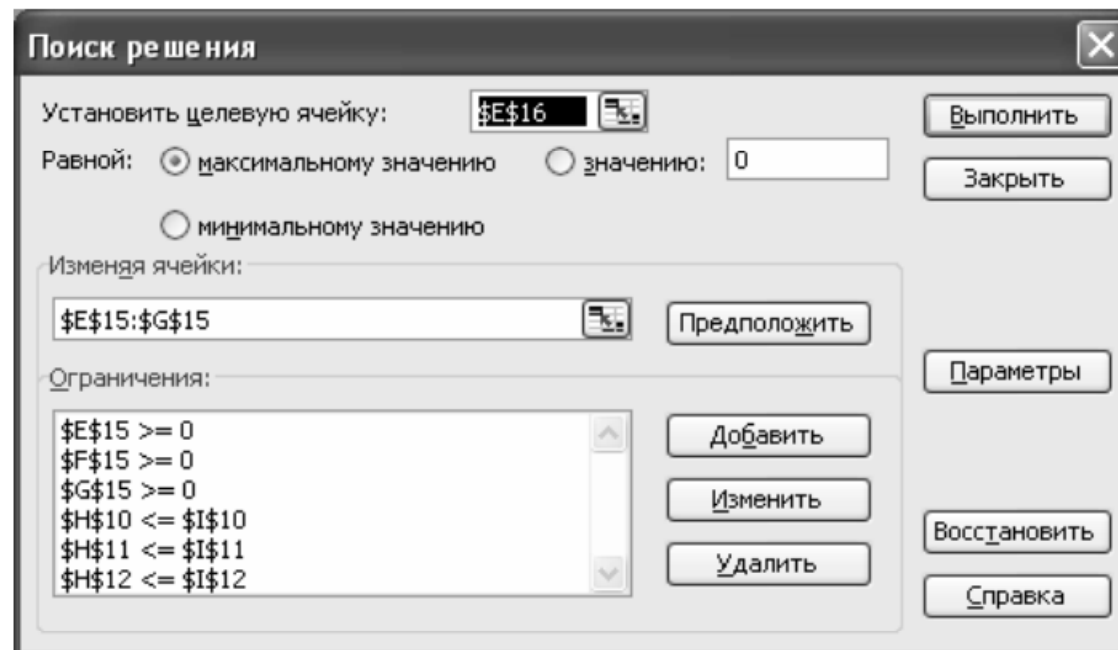 Поиск решения
Установить целевую ячейку: $E$16
Выполнить
Равной: максимальному значению значению: 0
Закрыть
минимальному значению
Изменяя ячейки:
$E$15:$G$15
Предположить
Параметры
Ограничения:
$E$15 >= 0
$F$15 >= 0
$G$15 >= 0
$H$10 <= $I$10
$H$11 <= $I$11
$H$12 <= $I$12
Добавить
Изменить
Удалить
Восстановить
Справка